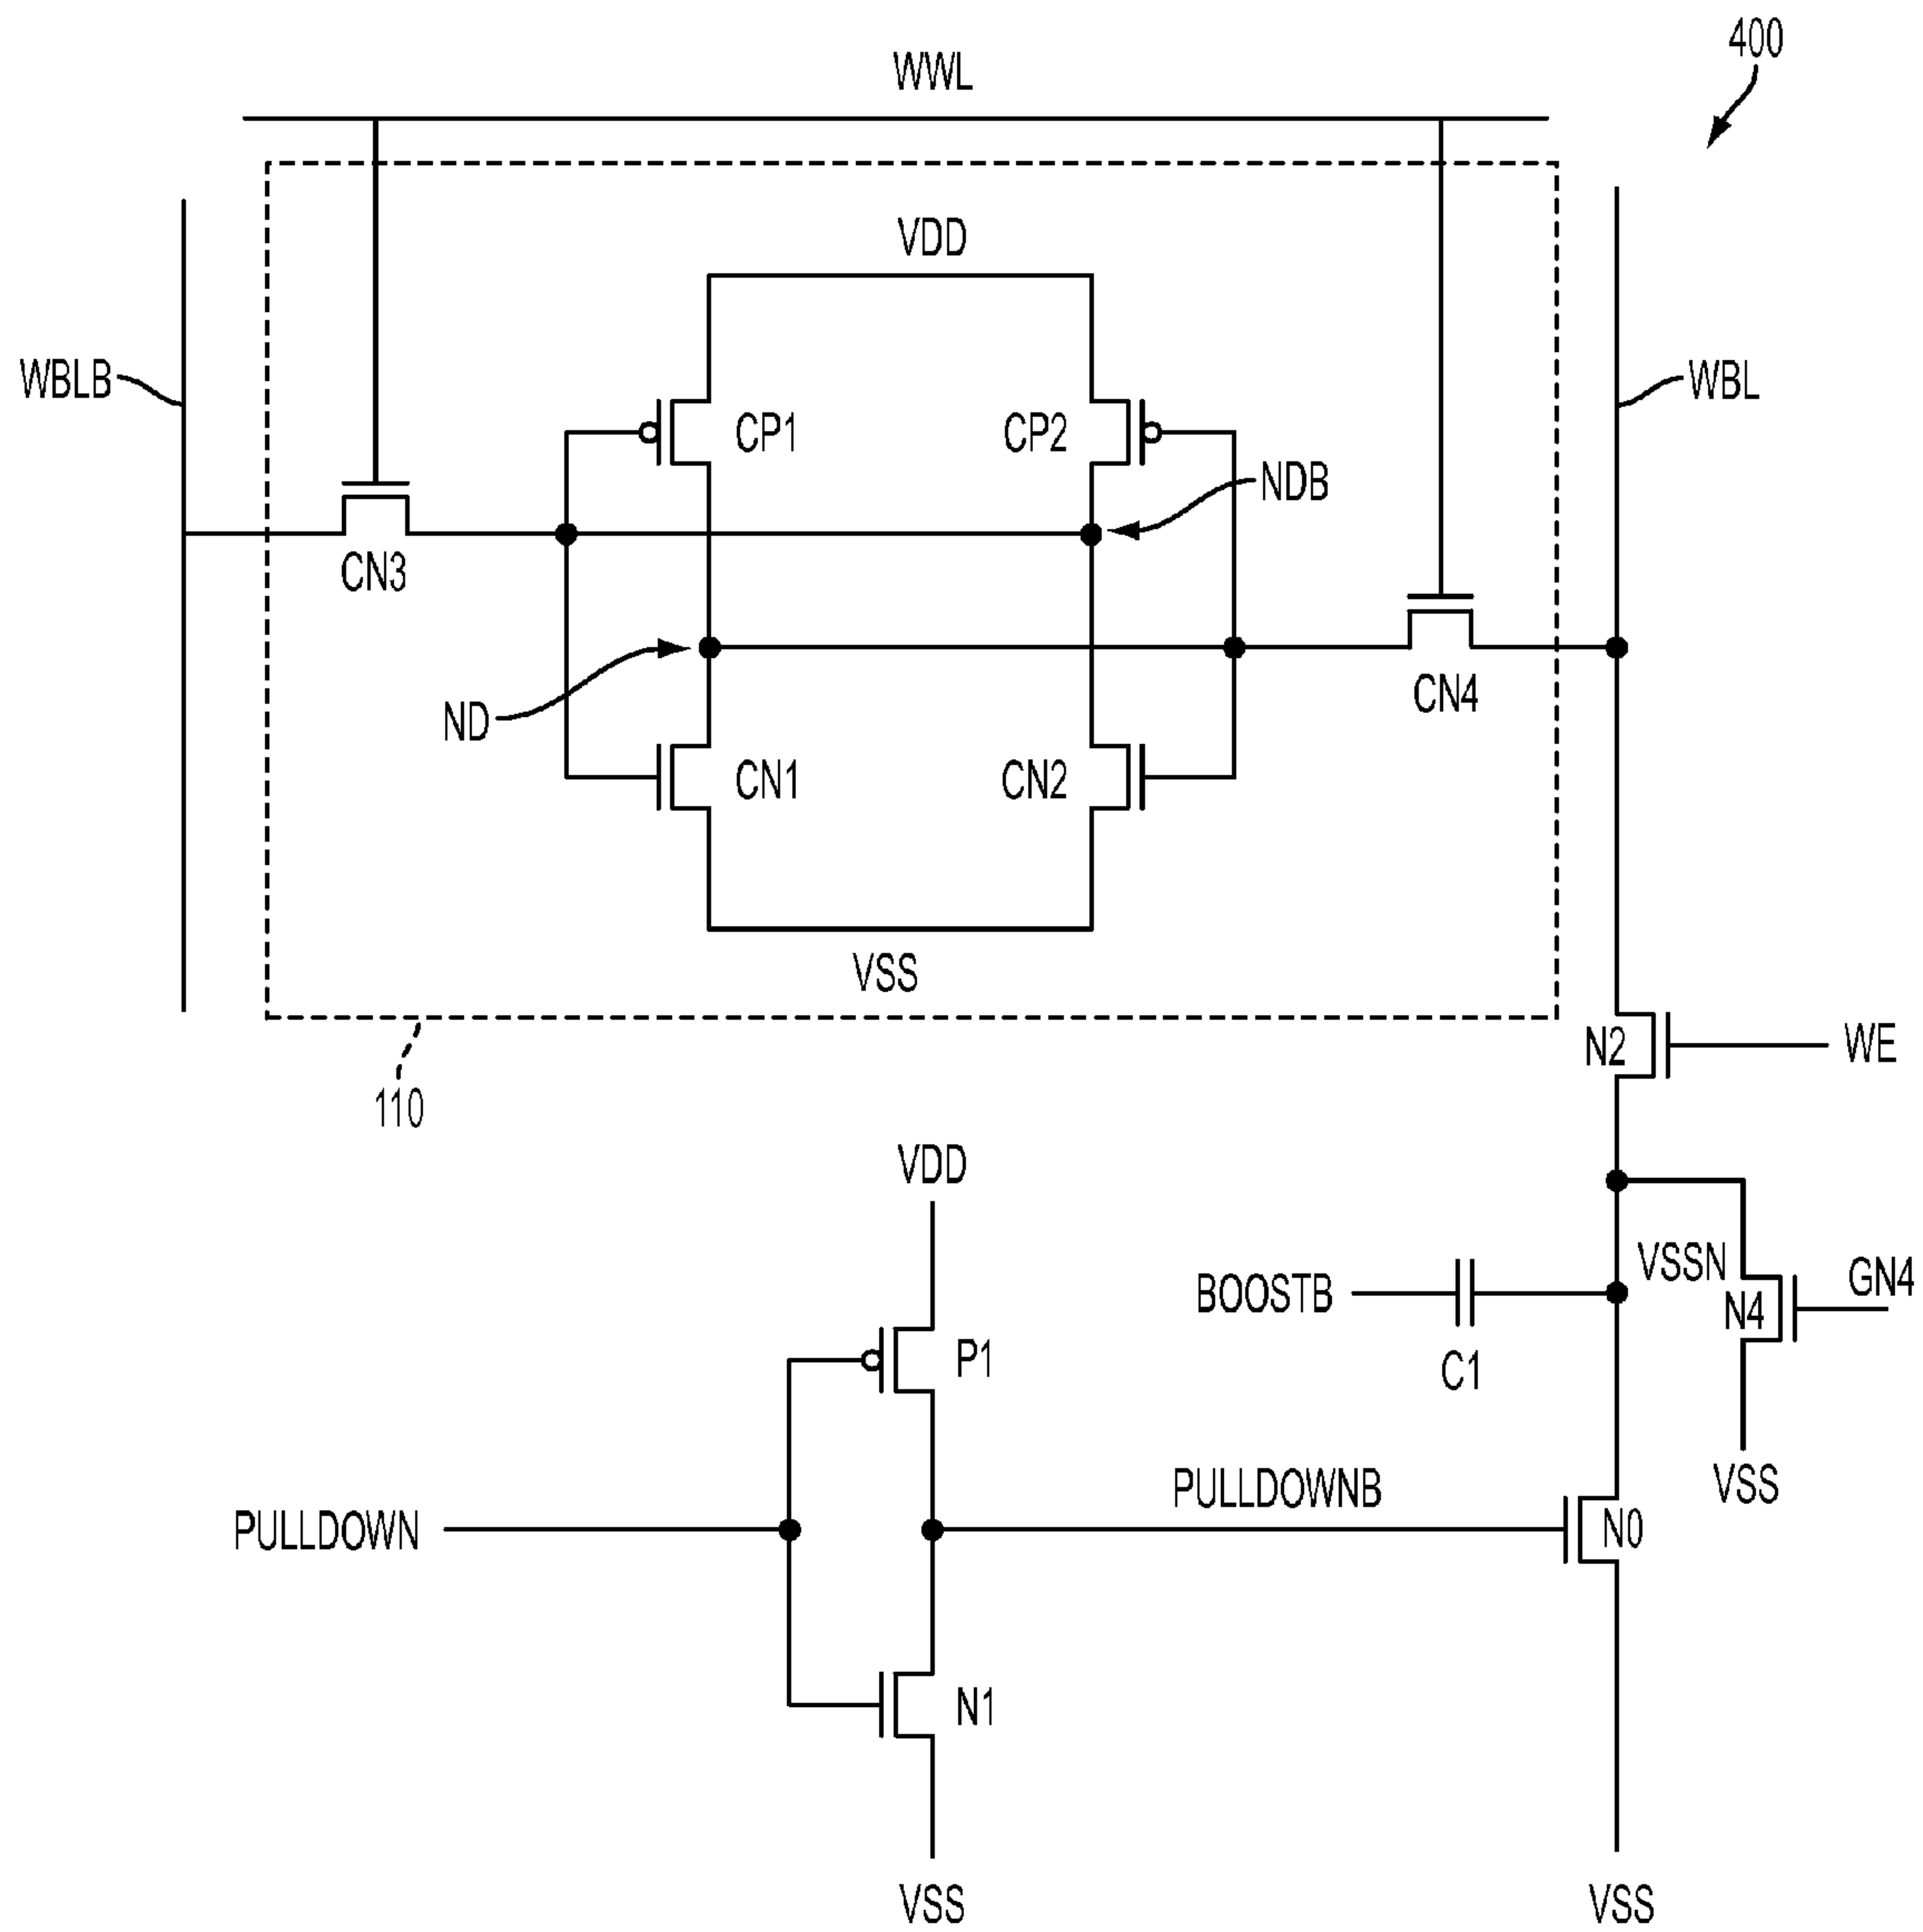 400
WWL
VDD
WBLB
WBL
CP1
CP2
NDB
CN3
ND
CN4
CN1
CN2
VSS
N2
WE
110
VDD
VSSN
GN4
BOOSTB
N4
C1
P1
VSS
PULLDOWNB
PULLDOWN
N0
N1
VSS
VSS